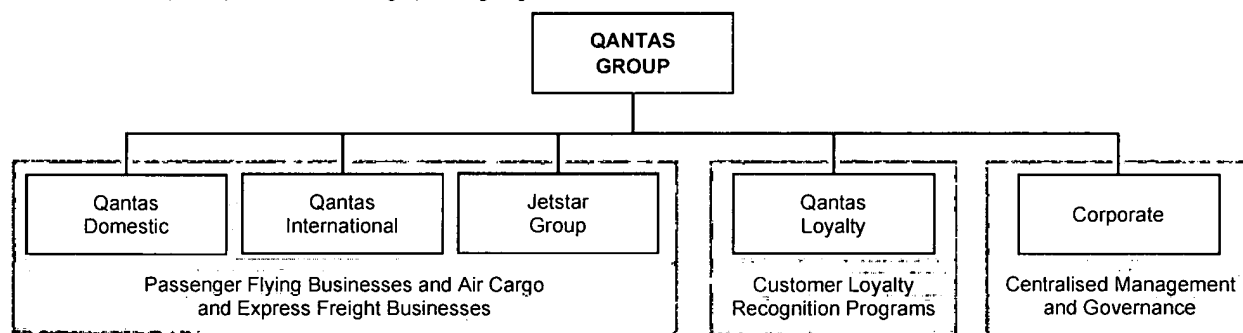 QANTAS
GROUP
Qantas
Domestic
Qantas
International
Jetstar
Group
Qantas
Loyalty
Corporate
Passenger Flying Businesses and Air Cargo
and Express Freight Businesses
Customer Loyalty
Recognition Programs
Centralised Management
and Governance